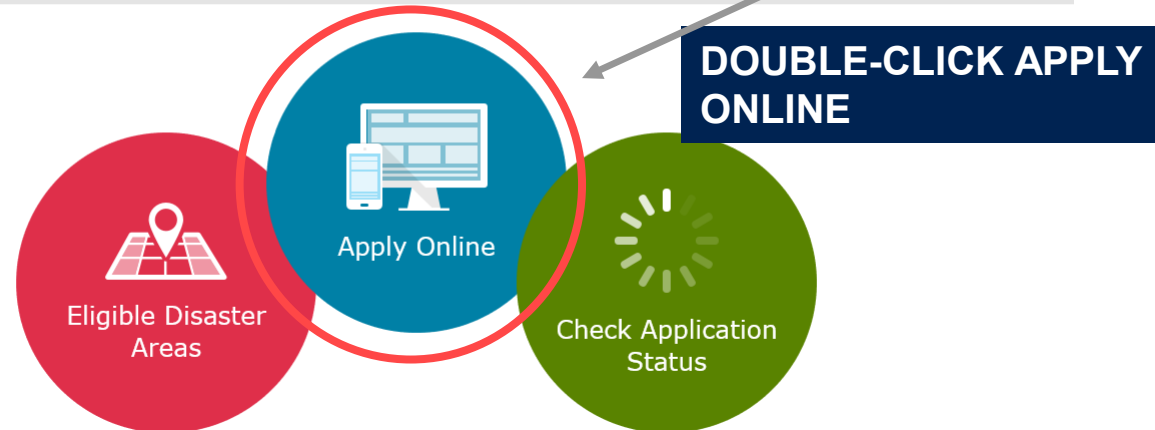 DOUBLE-CLICK APPLY
ONLINE
Apply Online
Eligible Disaster
Areas
Check Application
Status